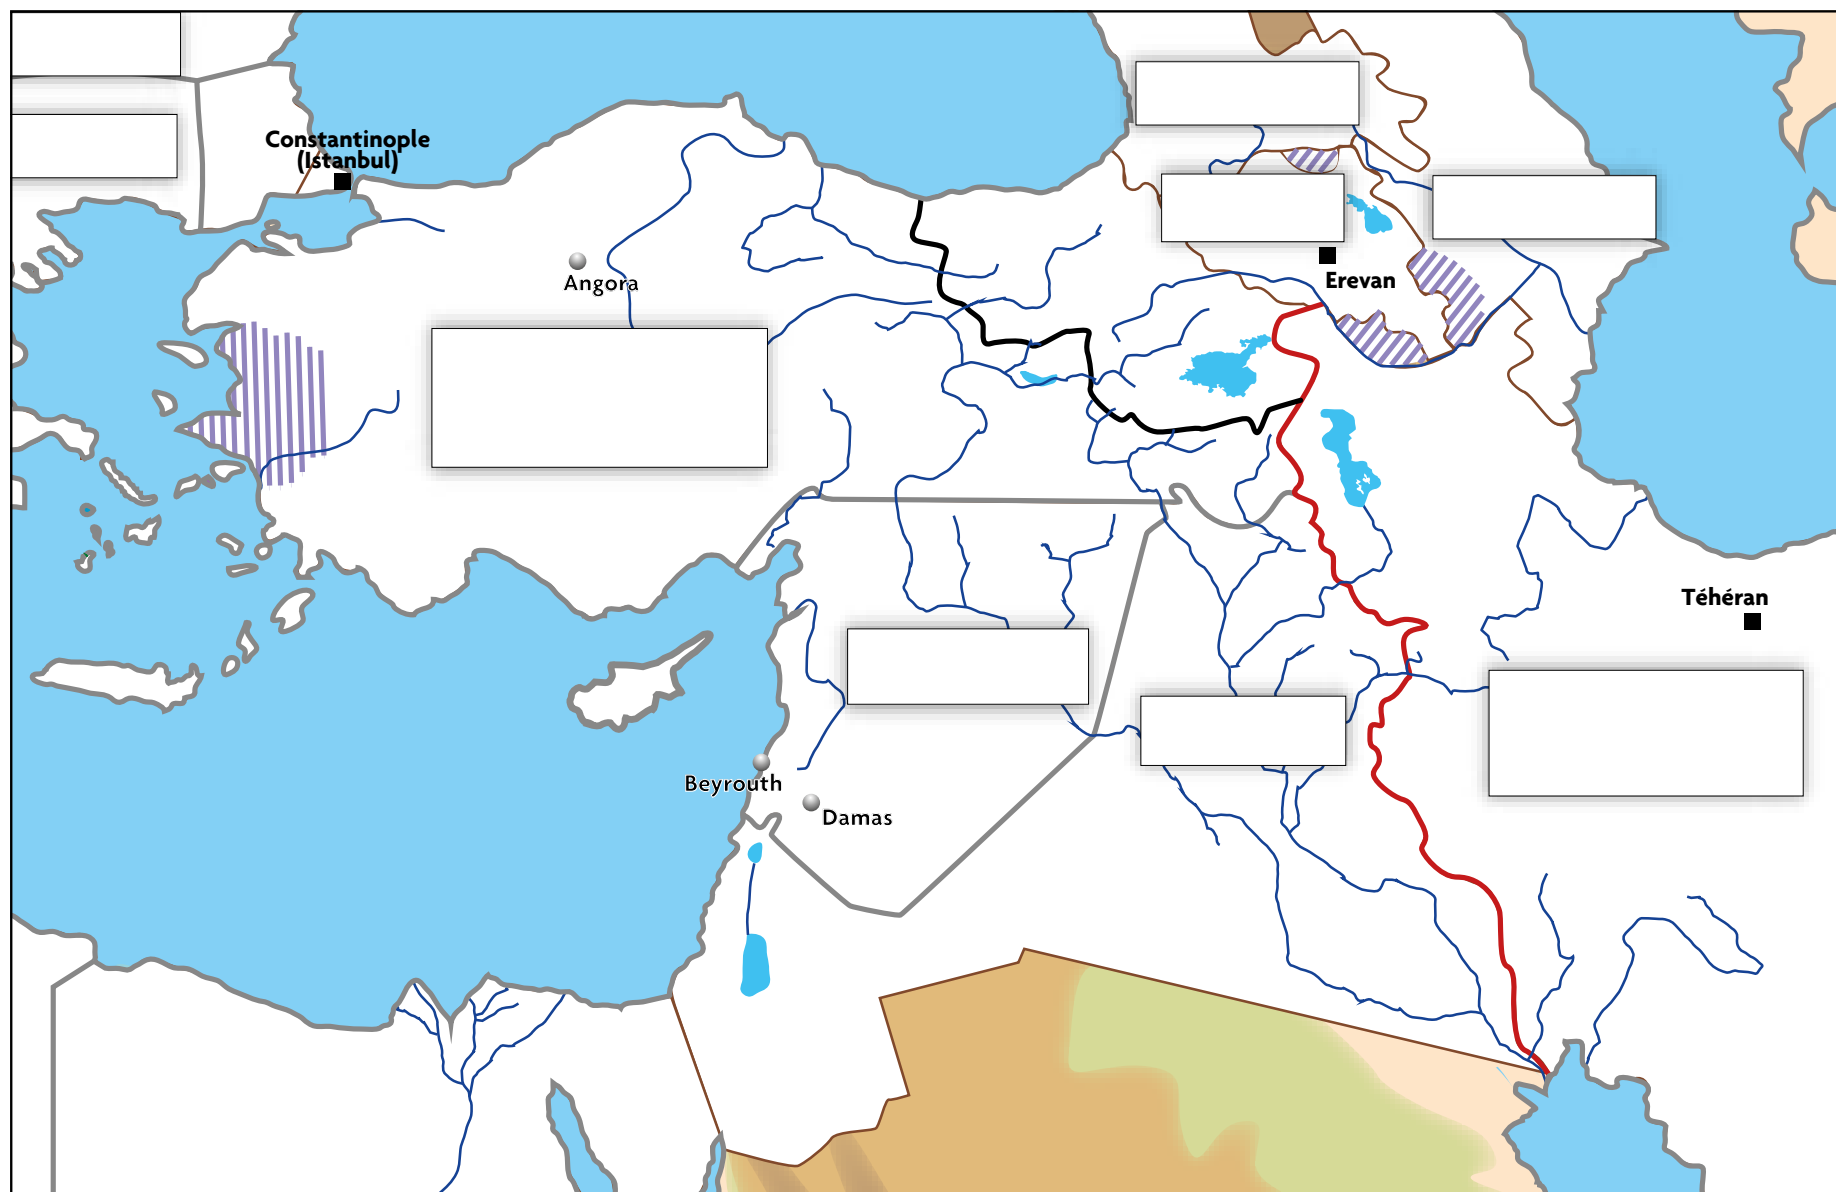 Constantinople
(Istanbul)
Angora
Erevan
Téhéran
Beyrouth
Damas